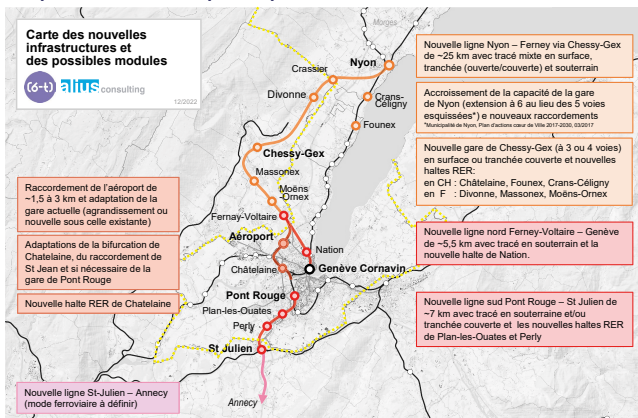 Carte des nouvelles
infrastructures et
des possibles modules
(6-t) alius consulting
12/2022
Morges
Nyon
Crassier
Divonne
Crans-
Céligny
Founex
Chessy-Gex
Massonex
Moëns
-Ornex
Ferney-Voltaire
Aéroport
Nation
Châtelaine
Genève Cornavin
Pont Rouge
Plan-les-Ouates
Perly
St Julien
Annecy
Raccordement de l'aéroport de
~1,5 à 3 km et adaptation de la
gare actuelle (agrandissement ou
nouvelle sous celle existante)
Adaptations de la bifurcation de
Chatelaine, du raccordement de
St Jean et si nécessaire de la
gare de Pont Rouge
Nouvelle halte RER de Chatelaine
Nouvelle ligne St-Julien – Annecy
(mode ferroviaire à définir)
Nouvelle ligne Nyon – Ferney via Chessy-Gex
de ~25 km avec tracé mixte en surface,
tranchée (ouverte/couverte) et souterrain
Accroissement de la capacité de la gare
de Nyon (extension à 6 au lieu des 5 voies
esquissées*) e nouveaux raccordements
*Municipalité de Nyon, Plan d'actions cœur de Ville 2017-2030, 03/2017
Nouvelle gare de Chessy-Gex (à 3 ou 4 voies)
en surface ou tranchée couverte et nouvelles
haltes RER:
en CH : Châtelaine, Founex, Crans-Céligny
en F : Divonne, Massonex, Moëns-Ornex
Nouvelle ligne nord Ferney-Voltaire – Genève
de ~5,5 km avec tracé en souterrain et la
nouvelle halte de Nation.
Nouvelle ligne sud Pont Rouge – St Julien de
~7 km avec tracé en souterraine et/ou
tranchée couverte et les nouvelles haltes RER
de Plan-les-Ouates et Perly